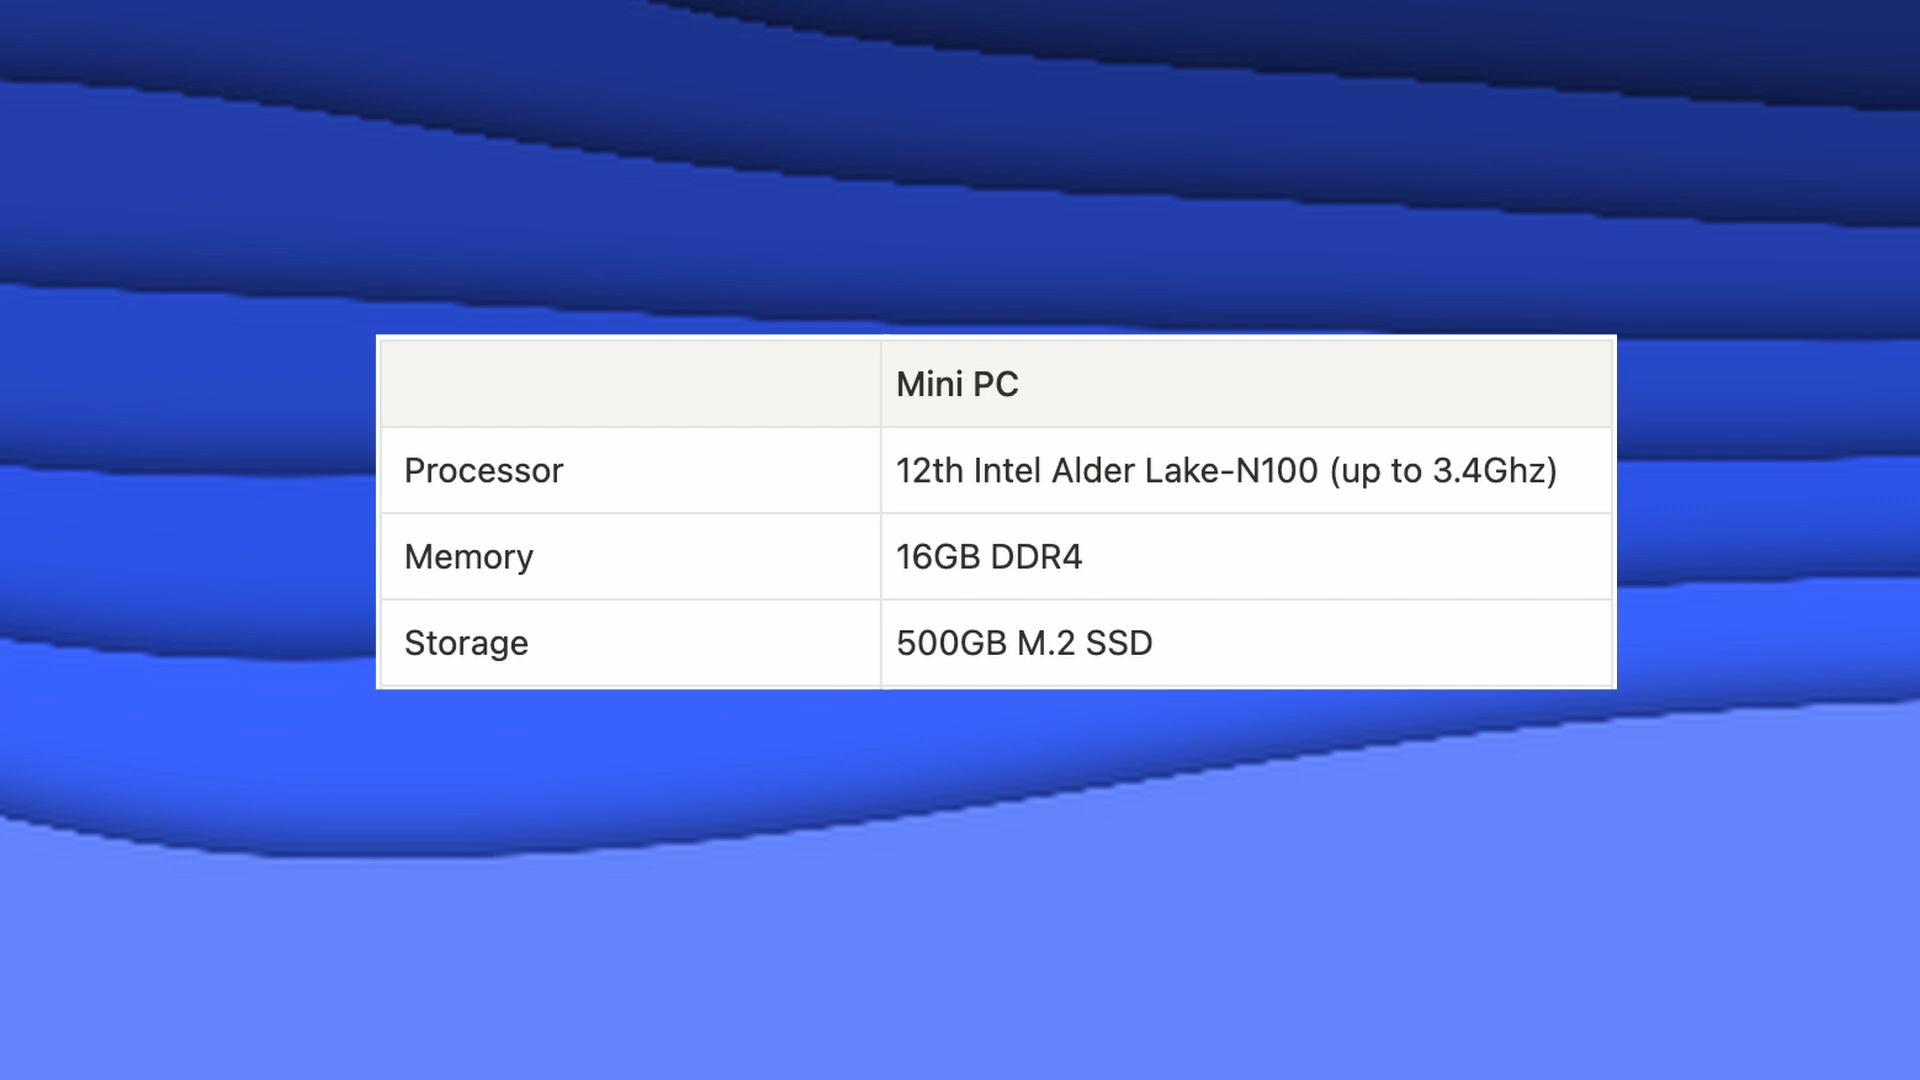 Mini PC
Processor 12th Intel Alder Lake-N100 (up to 3.4Ghz)
Memory 16GB DDR4
Storage 500GB M.2 SSD